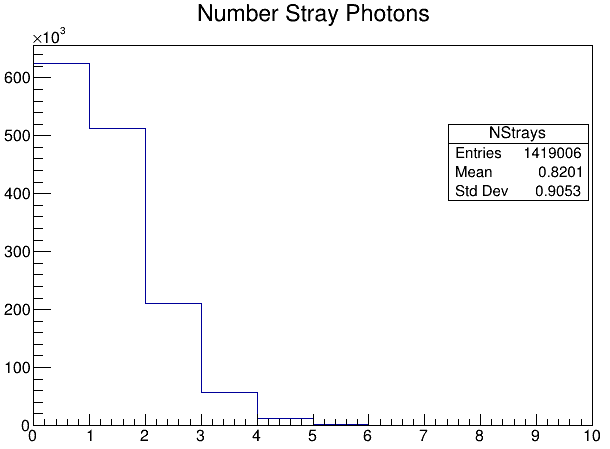 Number Stray Photons
×10³
600
500
400
300
200
100
0
NStrays
Entries 1419006
Mean 0.8201
Std Dev 0.9053
0 1 2 3 4 5 6 7 8 9 10